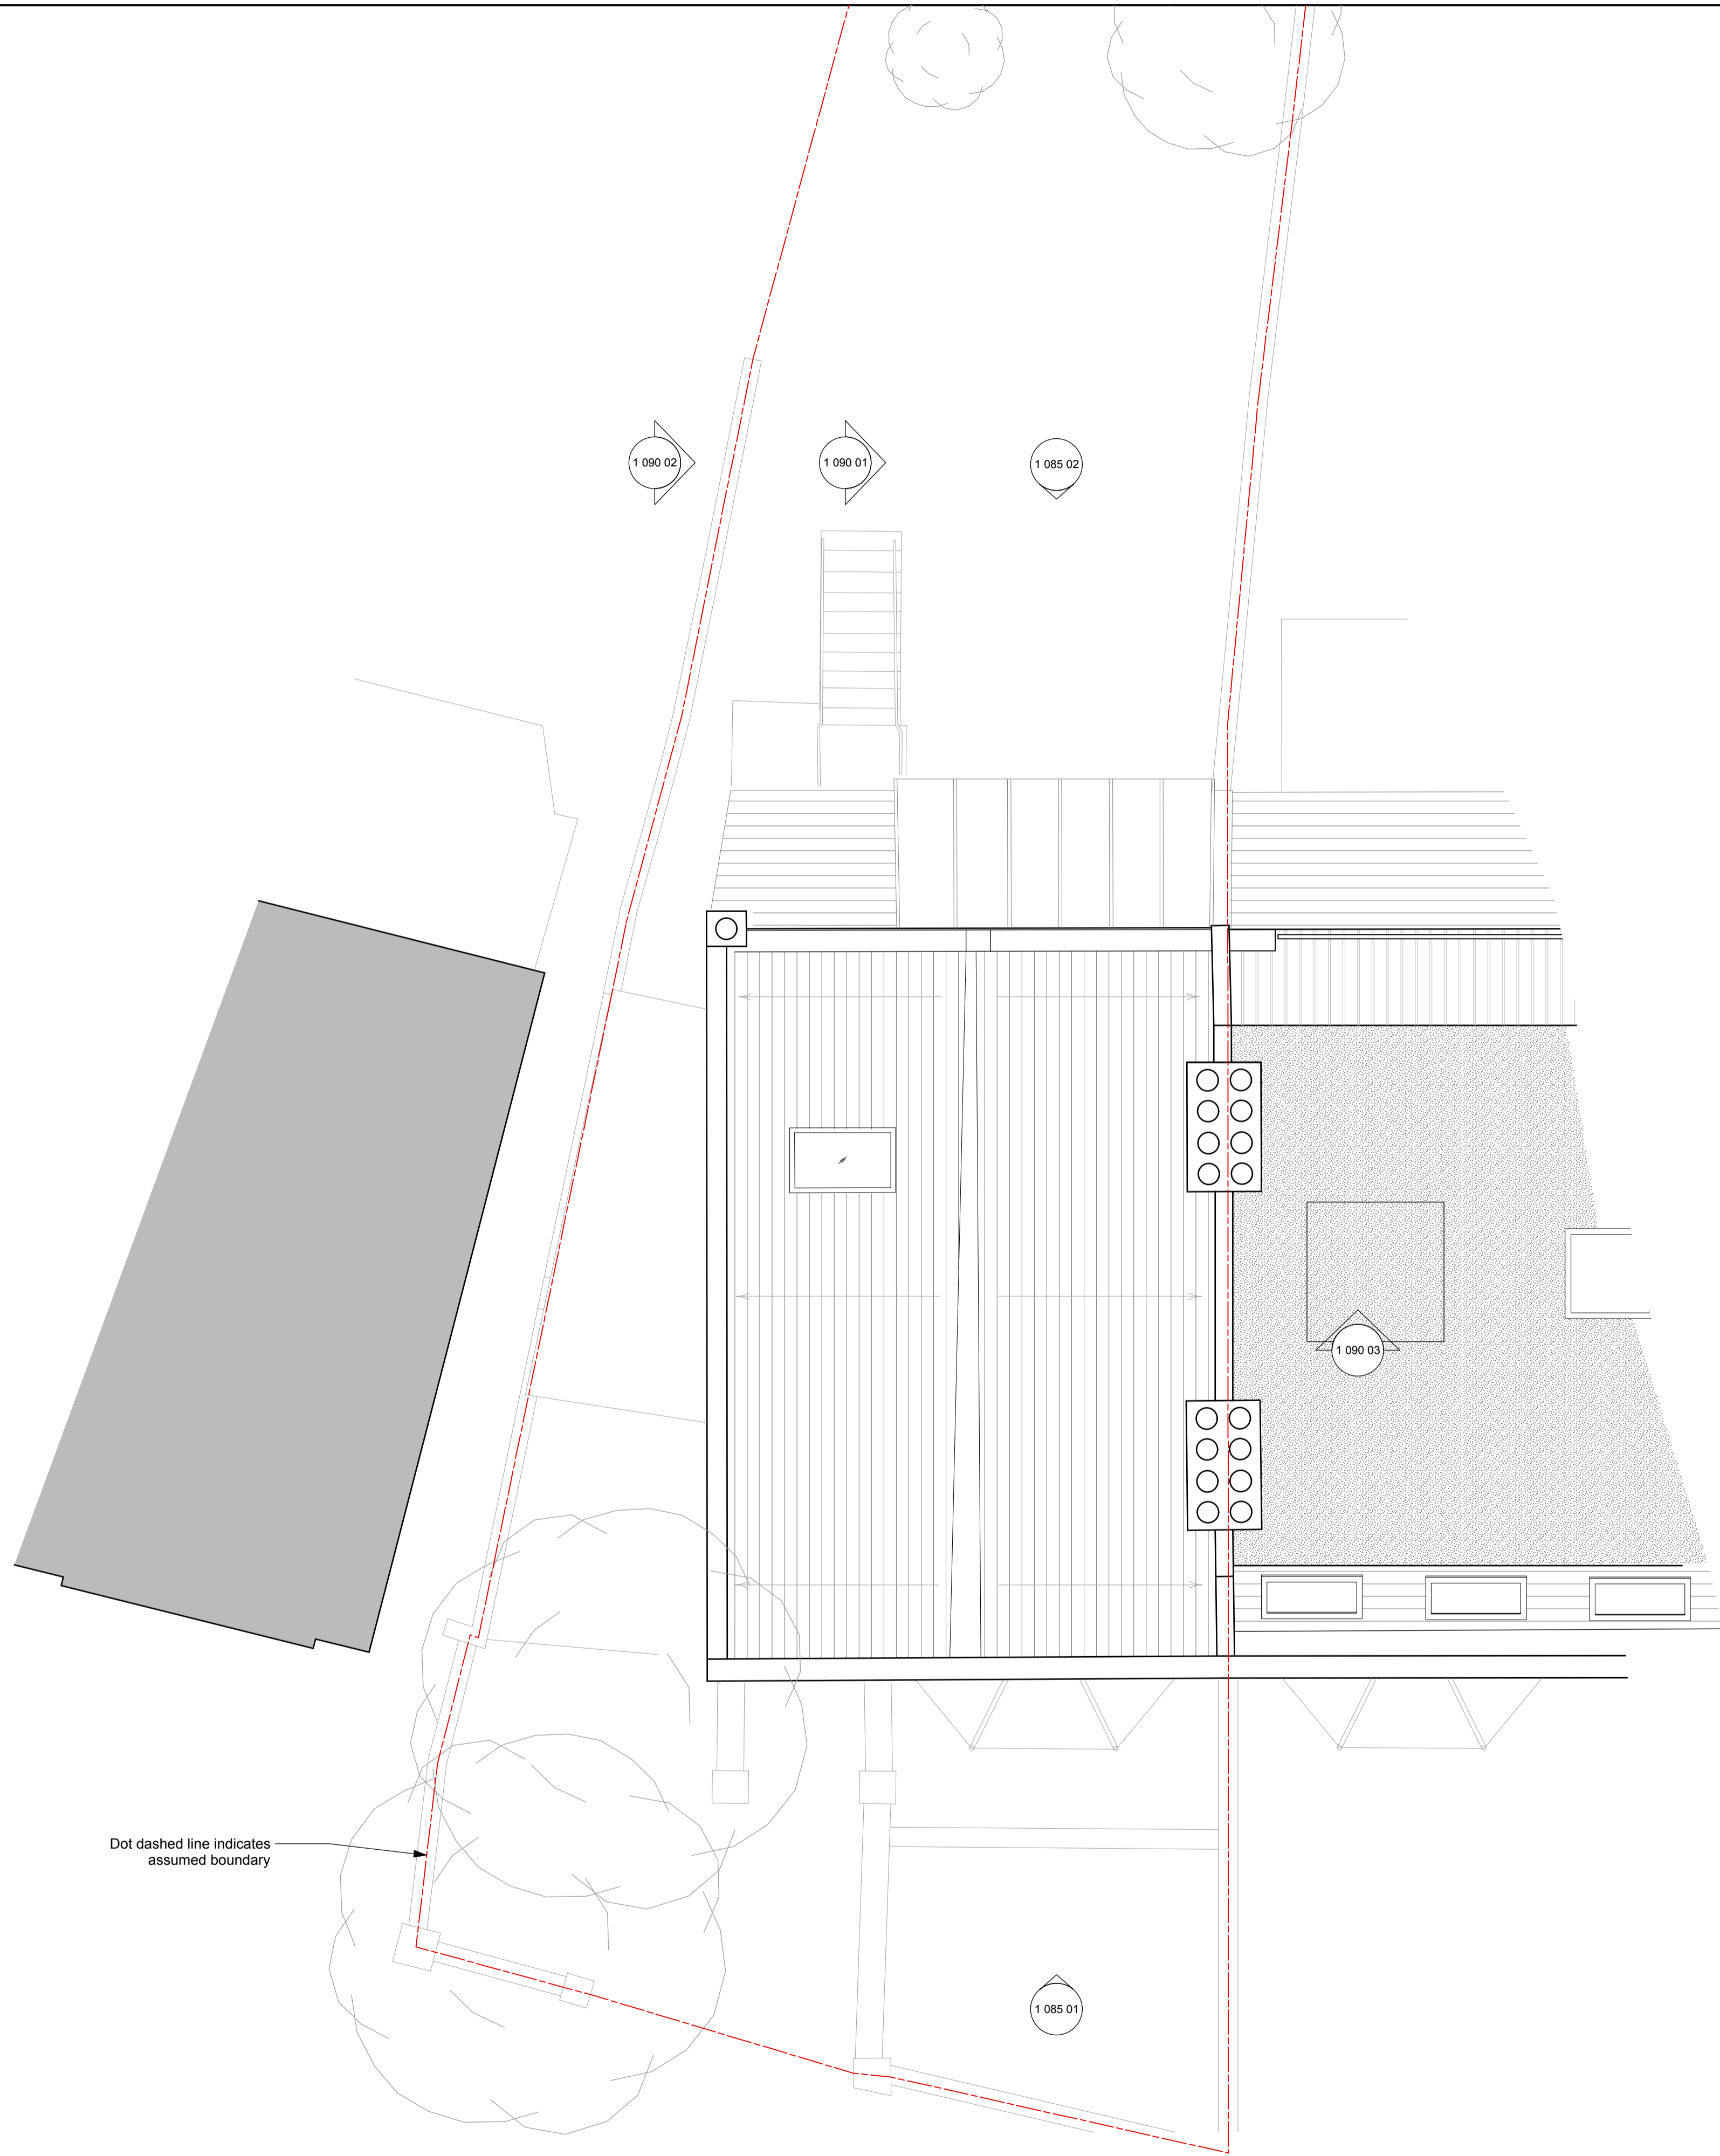 1 090 02
1 090 01
1 085 02
1 090 03
Dot dashed line indicates
assumed boundary
1 085 01